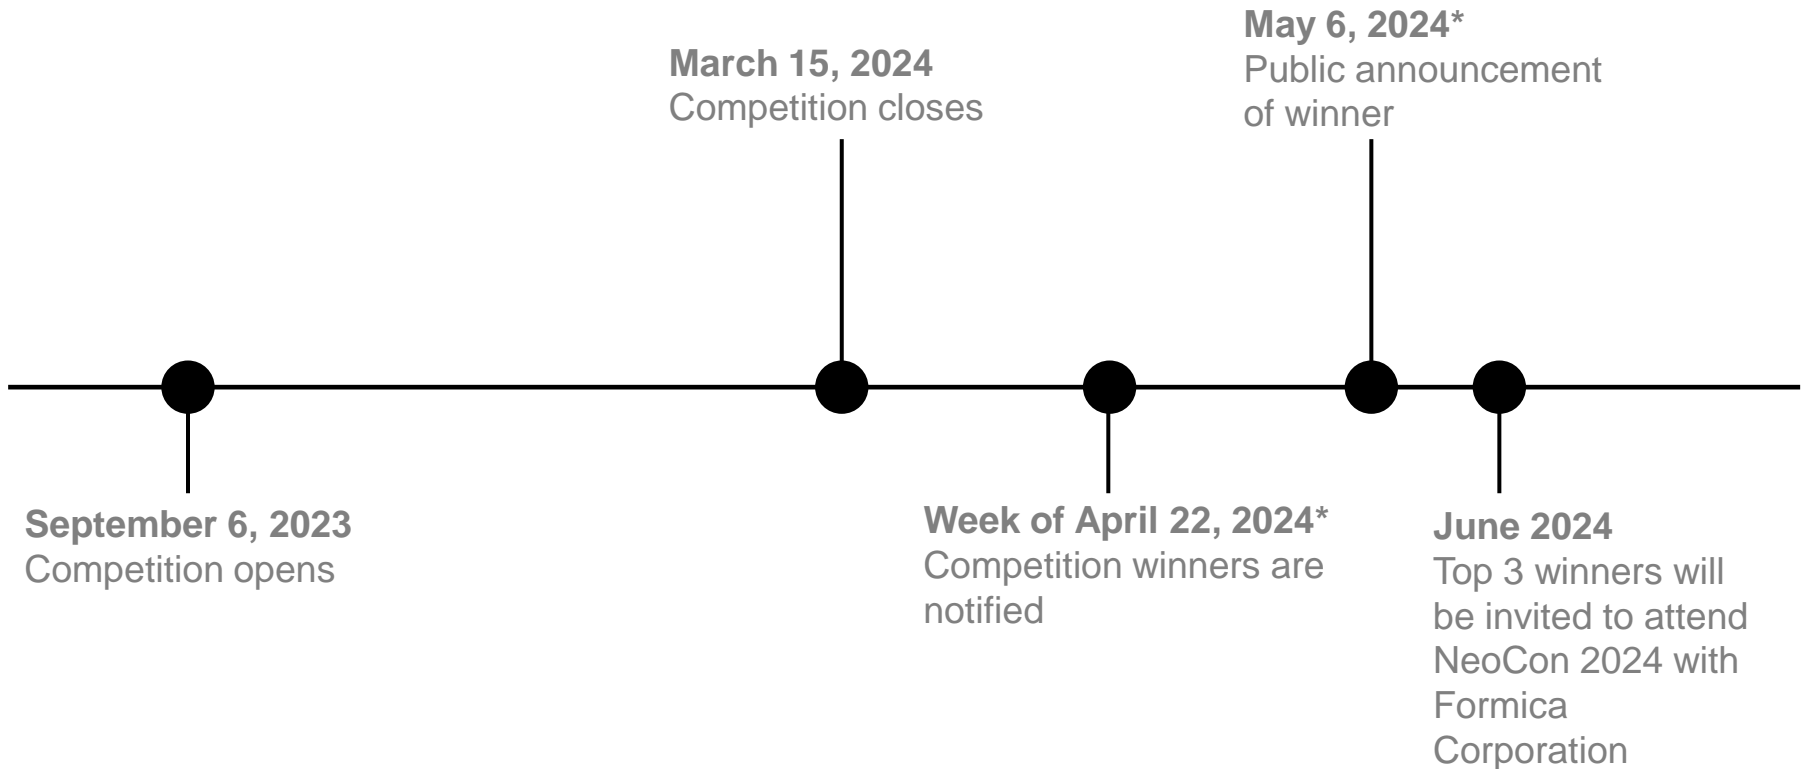 September 6, 2023
Competition opens
March 15, 2024
Competition closes
Week of April 22, 2024*
Competition winners are
notified
May 6, 2024*
Public announcement
of winner
June 2024
Top 3 winners will
be invited to attend
NeoCon 2024 with
Formica
Corporation